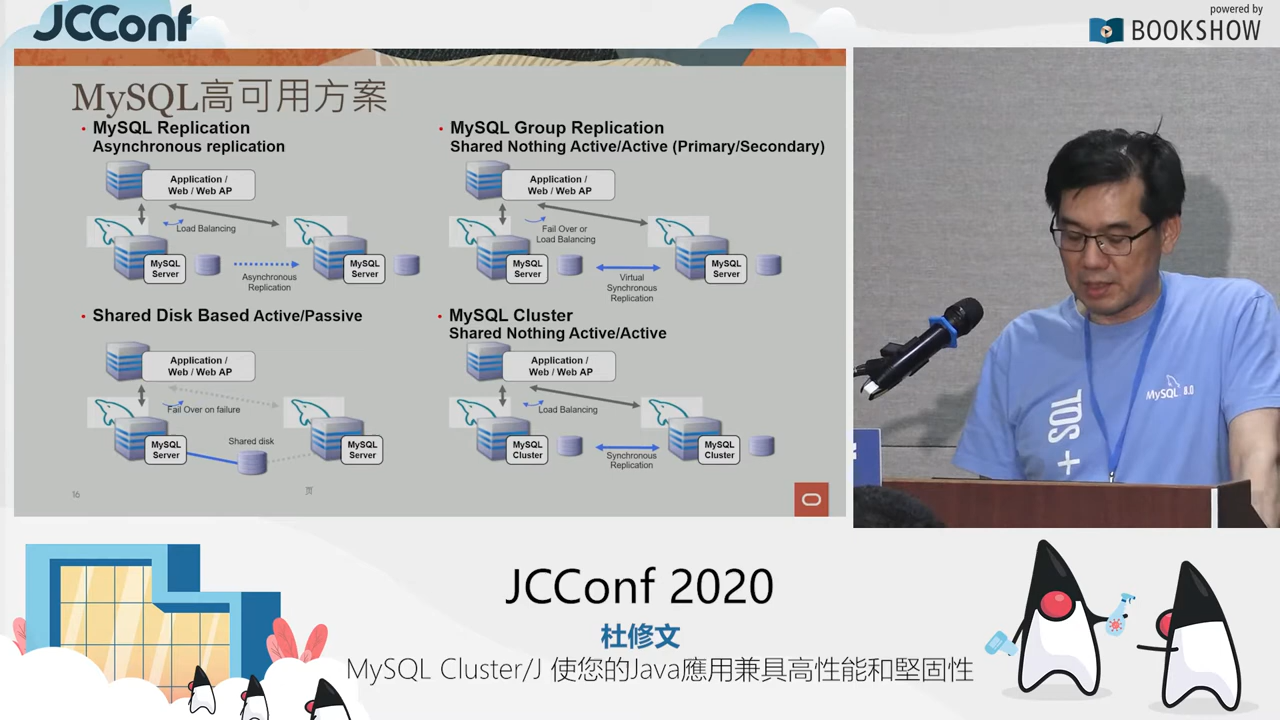 JCConf
powered by
BOOKSHOW
MySQL高可用方案
• MySQL Replication
Asynchronous replication
Application /
Web / Web AP
Load Balancing
MySQL
Server
Asynchronous
Replication
MySQL
Server
• MySQL Group Replication
Shared Nothing Active/Active (Primary/Secondary)
Application /
Web / Web AP
Fail Over or
Load Balancing
MySQL
Server
Virtual
Synchronous
Replication
MySQL
Server
• Shared Disk Based Active/Passive
Application /
Web / Web AP
Fail Over on failure
MySQL
Server
Shared disk
MySQL
Server
• MySQL Cluster
Shared Nothing Active/Active
Application /
Web / Web AP
Load Balancing
MySQL
Cluster
Synchronous
Replication
MySQL
Cluster
16
页
MySQL 8.0
SQL +
JCConf 2020
杜修文
MySQL Cluster/J 使您的Java應用兼具高性能和堅固性